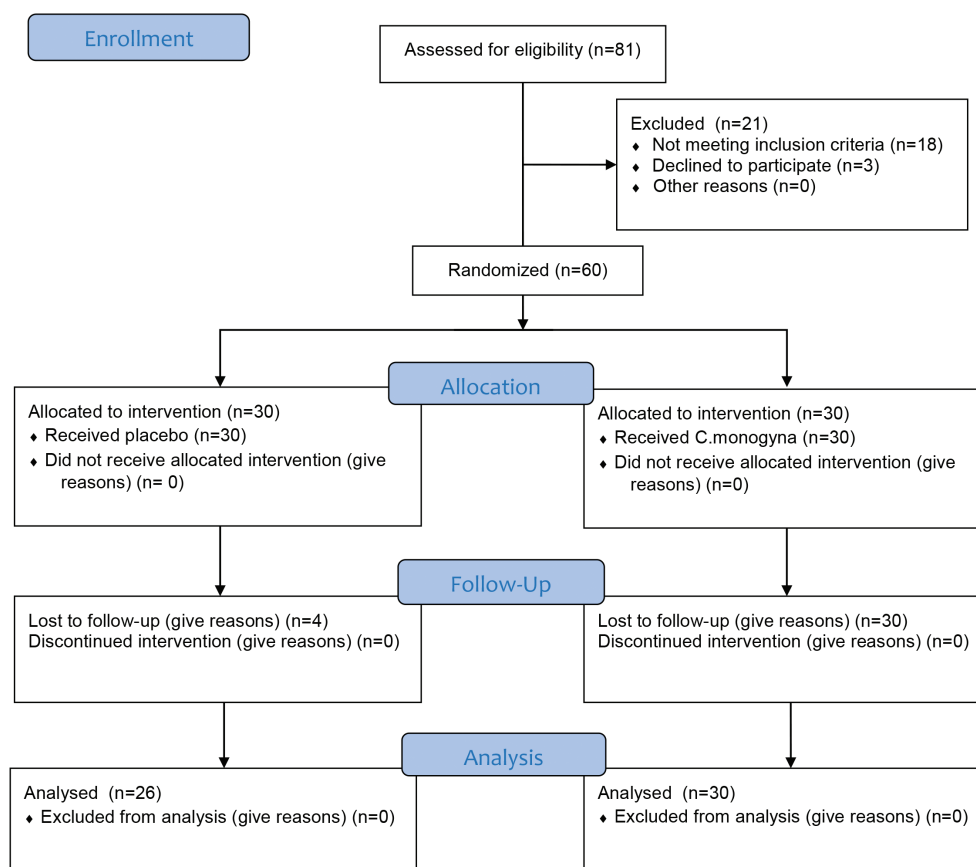 Enrollment
Assessed for eligibility (n=81)
Excluded (n=21)
♦ Not meeting inclusion criteria (n=18)
♦ Declined to participate (n=3)
♦ Other reasons (n=0)
Randomized (n=60)
Allocation
Allocated to intervention (n=30)
♦ Received placebo (n=30)
♦ Did not receive allocated intervention (give
reasons) (n= 0)
Allocated to intervention (n=30)
♦ Received C.monogyna (n=30)
♦ Did not receive allocated intervention (give
reasons) (n=0)
Follow-Up
Lost to follow-up (give reasons) (n=4)
Discontinued intervention (give reasons) (n=0)
Lost to follow-up (give reasons) (n=30)
Discontinued intervention (give reasons) (n=0)
Analysis
Analysed (n=26)
♦ Excluded from analysis (give reasons) (n=0)
Analysed (n=30)
♦ Excluded from analysis (give reasons) (n=0)